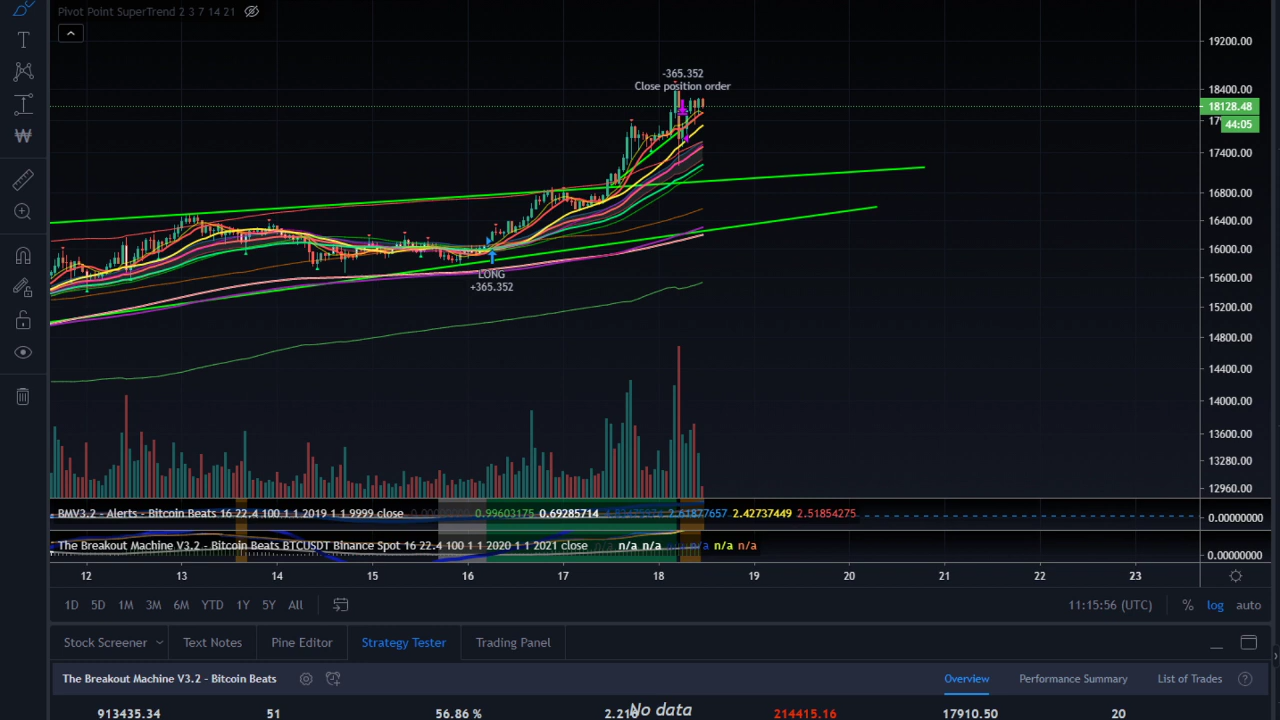 Pivot Point SuperTrend 2 3 7 14 21
19200.00
-365.352
Close position order
18400.00
18128.48
44:05
17400.00
16800.00
16400.00
16000.00
LONG
+365.352
15600.00
15200.00
14800.00
14400.00
14000.00
13600.00
13280.00
12960.00
BMV3.2 - Alerts - Bitcoin Beats 16 22.4 100 1 1 2019 1 1 9999 close 0.99603175 0.69285714 2.61877657 2.42737449 2.51854275
0.00000000
The Breakout Machine V3.2 - Bitcoin Beats BTCUSDT Binance Spot 16 22.4 100 1 1 2020 1 1 2021 close n/a n/a n/a n/a n/a n/a
0.00000000
12 13 14 15 16 17 18 19 20 21 22 23
1D 5D 1M 3M 6M YTD 1Y 5Y All 11:15:56 (UTC) % log auto
Stock Screener Text Notes Pine Editor Strategy Tester Trading Panel
The Breakout Machine V3.2 - Bitcoin Beats Overview Performance Summary List of Trades
No data
913435.34 51 56.86 % 214415.16 17910.50 20